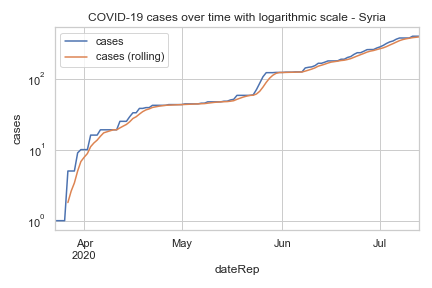 COVID-19 cases over time with logarithmic scale - Syria
cases
cases (rolling)
10²
10¹
10⁰
cases
Apr
2020
May
Jun
Jul
dateRep